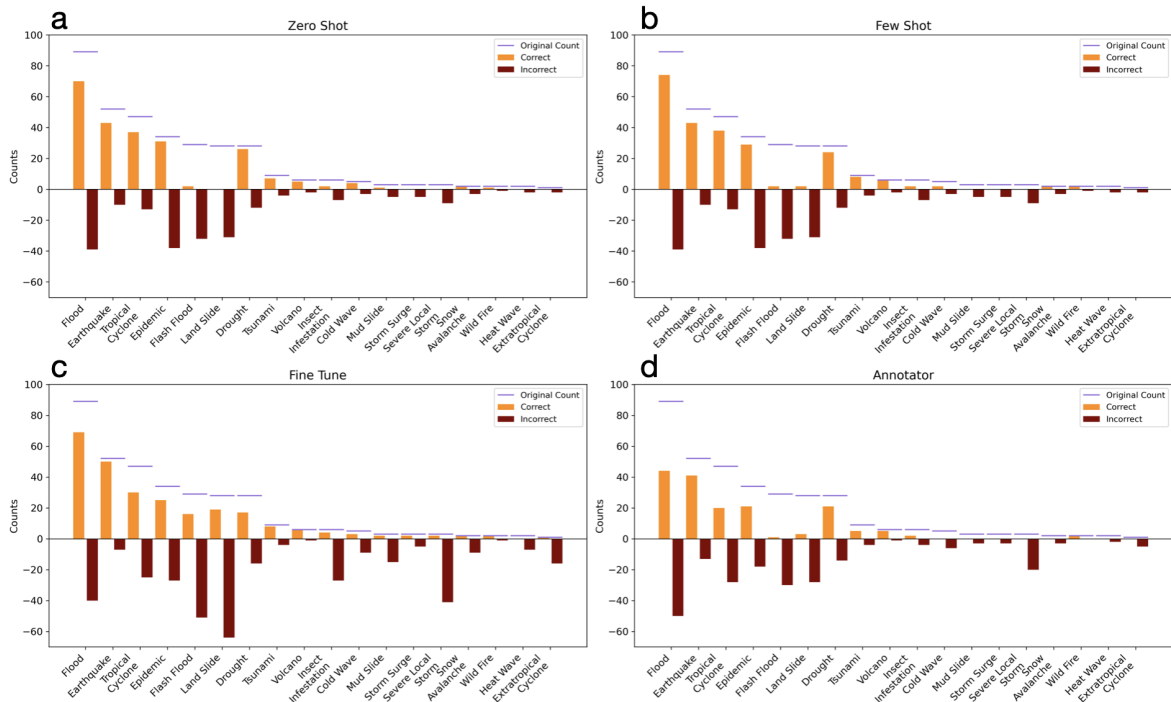 a
Zero Shot
Original Count
Correct
Incorrect
Counts
100
80
60
40
20
0
−20
−40
−60
Flood
Earthquake
Tropical
Cyclone
Epidemic
Flash Flood
Land Slide
Drought
Tsunami
Volcano
Insect
Infestation
Cold Wave
Mud Slide
Storm Surge
Severe Local
Storm
Snow
Avalanche
Wild Fire
Heat Wave
Extratropical
Cyclone
b
Few Shot
Original Count
Correct
Incorrect
Counts
100
80
60
40
20
0
−20
−40
−60
Flood
Earthquake
Tropical
Cyclone
Epidemic
Flash Flood
Land Slide
Drought
Tsunami
Volcano
Insect
Infestation
Cold Wave
Mud Slide
Storm Surge
Severe Local
Storm
Snow
Avalanche
Wild Fire
Heat Wave
Extratropical
Cyclone
c
Fine Tune
Original Count
Correct
Incorrect
Counts
100
80
60
40
20
0
−20
−40
−60
Flood
Earthquake
Tropical
Cyclone
Epidemic
Flash Flood
Land Slide
Drought
Tsunami
Volcano
Insect
Infestation
Cold Wave
Mud Slide
Storm Surge
Severe Local
Storm
Snow
Avalanche
Wild Fire
Heat Wave
Extratropical
Cyclone
d
Annotator
Original Count
Correct
Incorrect
Counts
100
80
60
40
20
0
−20
−40
−60
Flood
Earthquake
Tropical
Cyclone
Epidemic
Flash Flood
Land Slide
Drought
Tsunami
Volcano
Insect
Infestation
Cold Wave
Mud Slide
Storm Surge
Severe Local
Storm
Snow
Avalanche
Wild Fire
Heat Wave
Extratropical
Cyclone